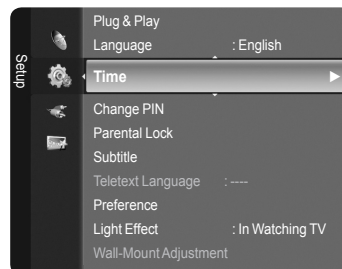 Setup
Plug & Play
Language : English
Time
Change PIN
Parental Lock
Subtitle
Teletext Language : ----
Preference
Light Effect : In Watching TV
Wall-Mount Adjustment